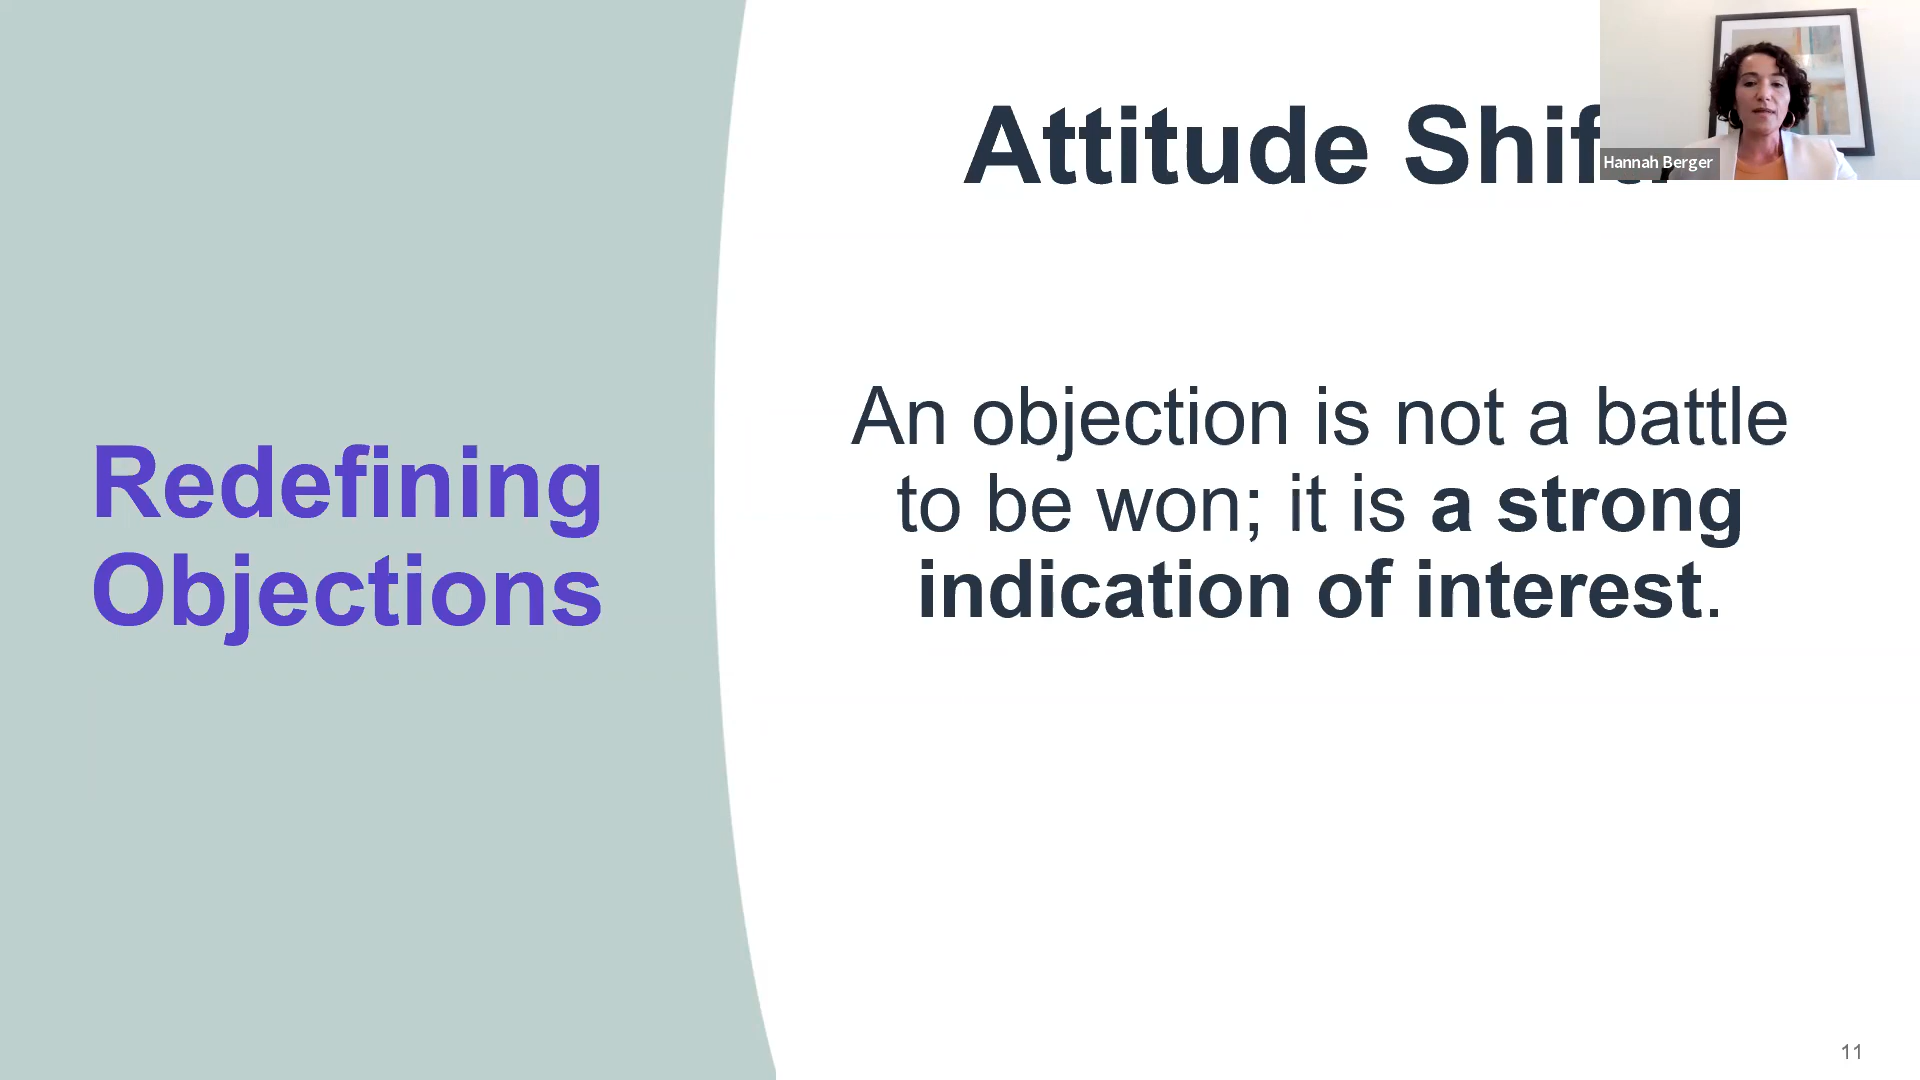 Attitude Shift
Hannah Berger
Redefining
Objections
An objection is not a battle
to be won; it is a strong
indication of interest.
11